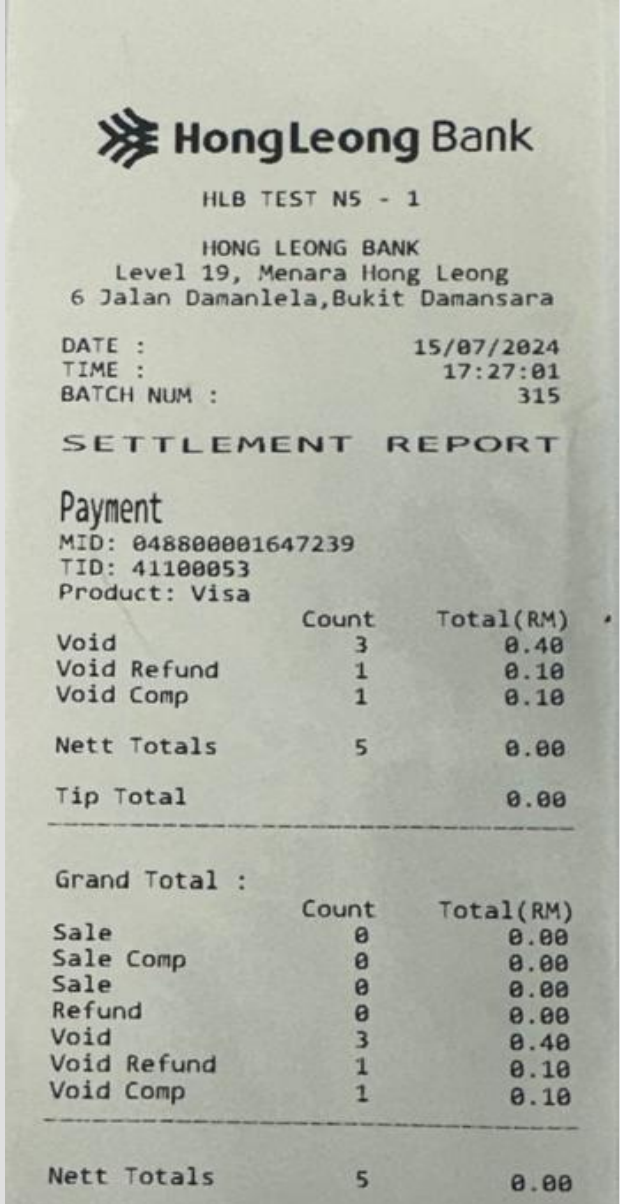 HongLeong Bank
HLB TEST N5 - 1
HONG LEONG BANK
Level 19, Menara Hong Leong
6 Jalan Damanlela,Bukit Damansara
DATE : 15/07/2024
TIME : 17:27:01
BATCH NUM : 315
SETTLEMENT REPORT
Payment
MID: 048800001647239
TID: 41100053
Product: Visa
Count Total(RM)
Void 3 0.40
Void Refund 1 0.10
Void Comp 1 0.10
Nett Totals 5 0.00
Tip Total 0.00
Grand Total :
Count Total(RM)
Sale 0 0.00
Sale Comp 0 0.00
Sale 0 0.00
Refund 0 0.00
Void 3 0.40
Void Refund 1 0.10
Void Comp 1 0.10
Nett Totals 5 0.00